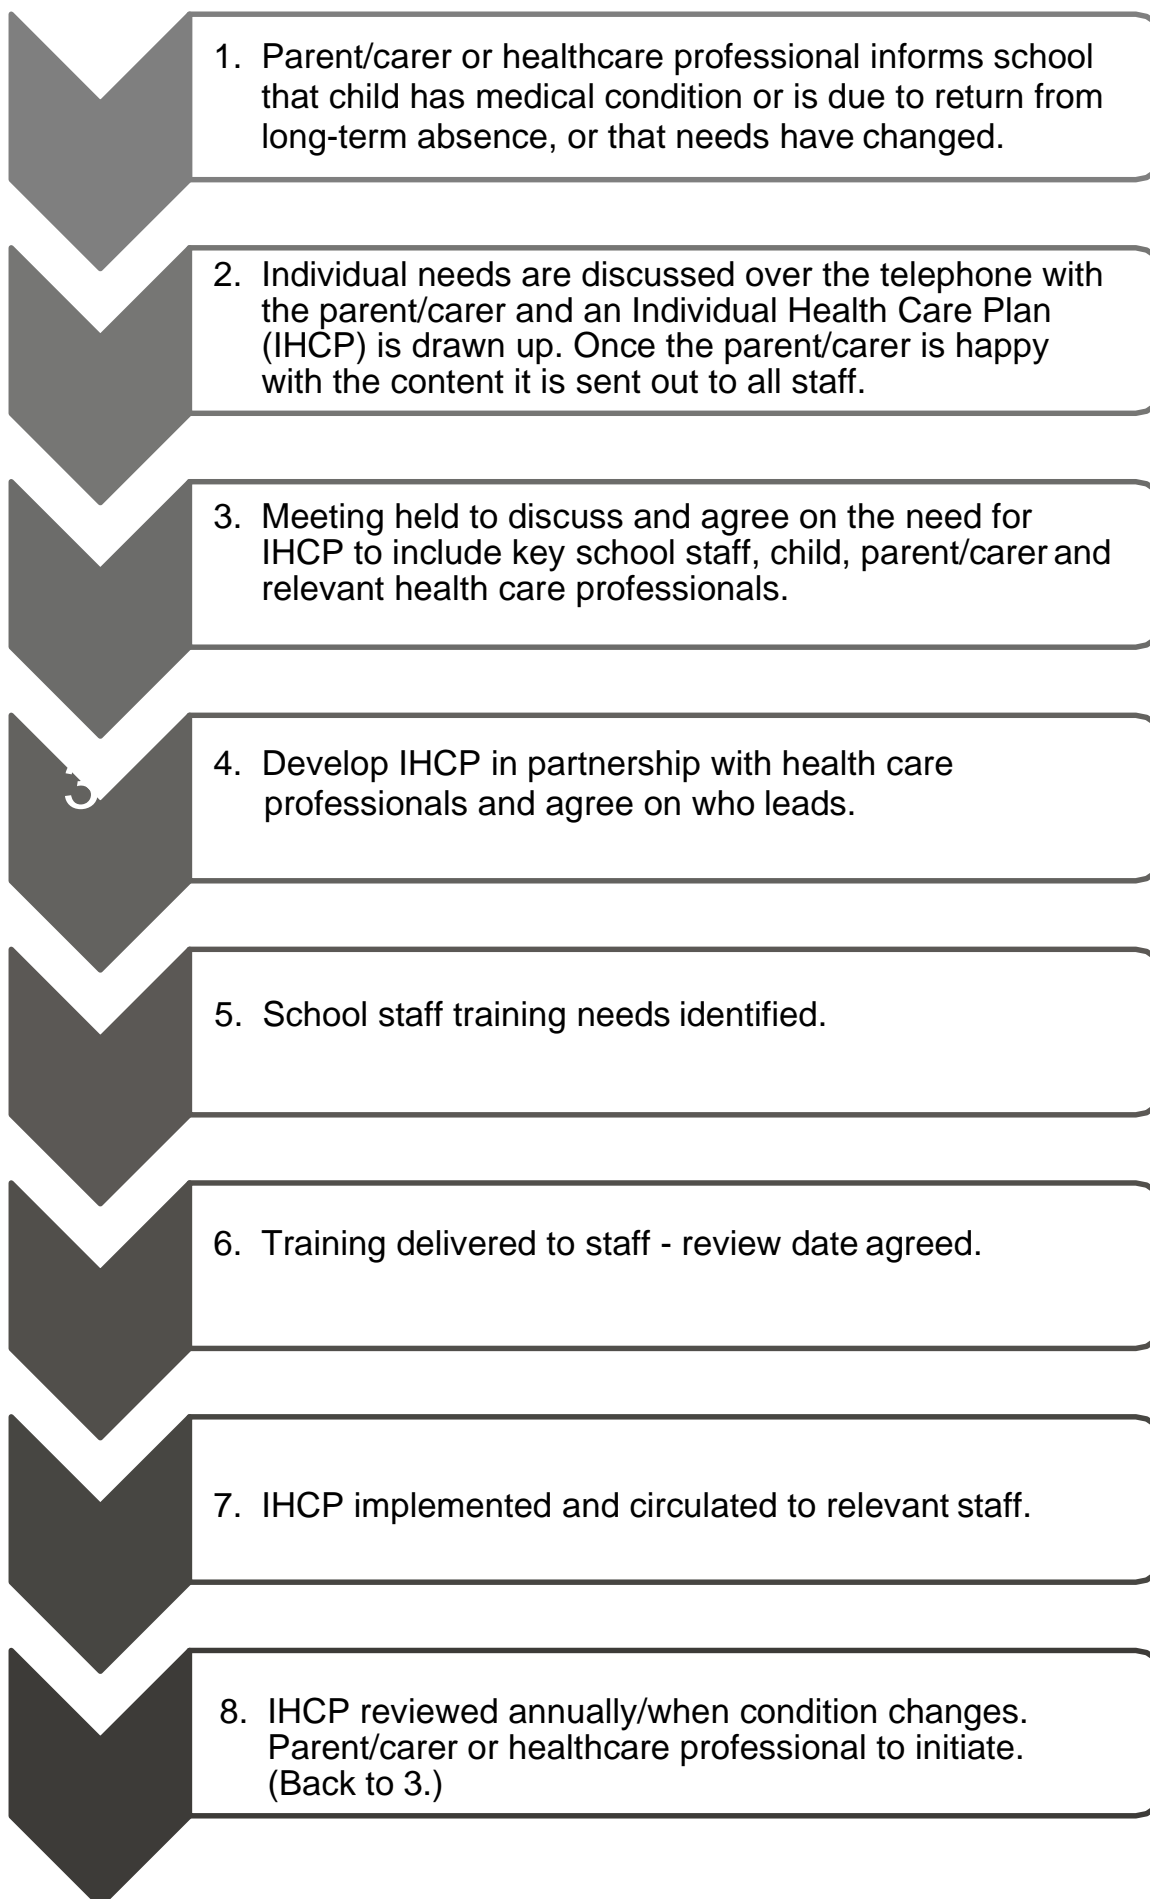 1. Parent/carer or healthcare professional informs school
that child has medical condition or is due to return from
long-term absence, or that needs have changed.
2. Individual needs are discussed over the telephone with
the parent/carer and an Individual Health Care Plan
(IHCP) is drawn up. Once the parent/carer is happy
with the content it is sent out to all staff.
3. Meeting held to discuss and agree on the need for
IHCP to include key school staff, child, parent/carer and
relevant health care professionals.
3
4. Develop IHCP in partnership with health care
professionals and agree on who leads.
5. School staff training needs identified.
6. Training delivered to staff - review date agreed.
7. IHCP implemented and circulated to relevant staff.
8. IHCP reviewed annually/when condition changes.
Parent/carer or healthcare professional to initiate.
(Back to 3.)